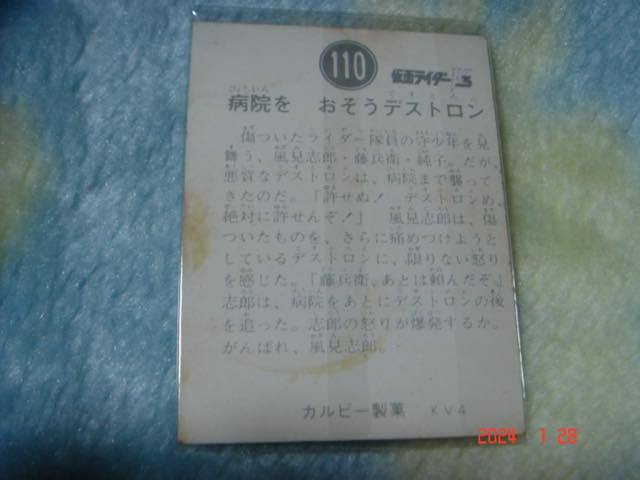 110
仮面ライダーV3
病院を おそうデストロン
傷ついたライダー隊員の守少年を見
舞う、風見志郎・藤兵衛・純子。だが、
悪質なデストロンは、病院まで襲って
きたのだ。「許せぬ！ デストロンめ、
絶対に許せんぞ！」 風見志郎は、傷
ついたものを、さらに痛めつけようと
しているデストロンに、限りない怒り
を感じた。「藤兵衛、あとは頼んだぞ。」
志郎は、病院をあとにデストロンの後
を追った。志郎の怒りが爆発するか。
がんばれ、風見志郎。
カルビー製菓 KV4
2024 1 28